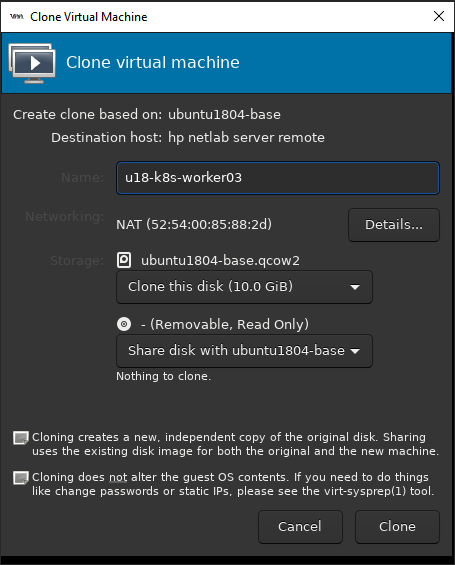 Clone Virtual Machine
Clone virtual machine
Create clone based on: ubuntu1804-base
Destination host: hp netlab server remote
Name: u18-k8s-worker03
Networking:
NAT (52:54:00:85:88:2d) Details...
Storage: ubuntu1804-base.qcow2
Clone this disk (10.0 GiB)
- (Removable, Read Only)
Share disk with ubuntu1804-base
Nothing to clone.
Cloning creates a new, independent copy of the original disk. Sharing
uses the existing disk image for both the original and the new machine.
Cloning does not alter the guest OS contents. If you need to do things
like change passwords or static IPs, please see the virt-sysprep(1) tool.
Cancel Clone